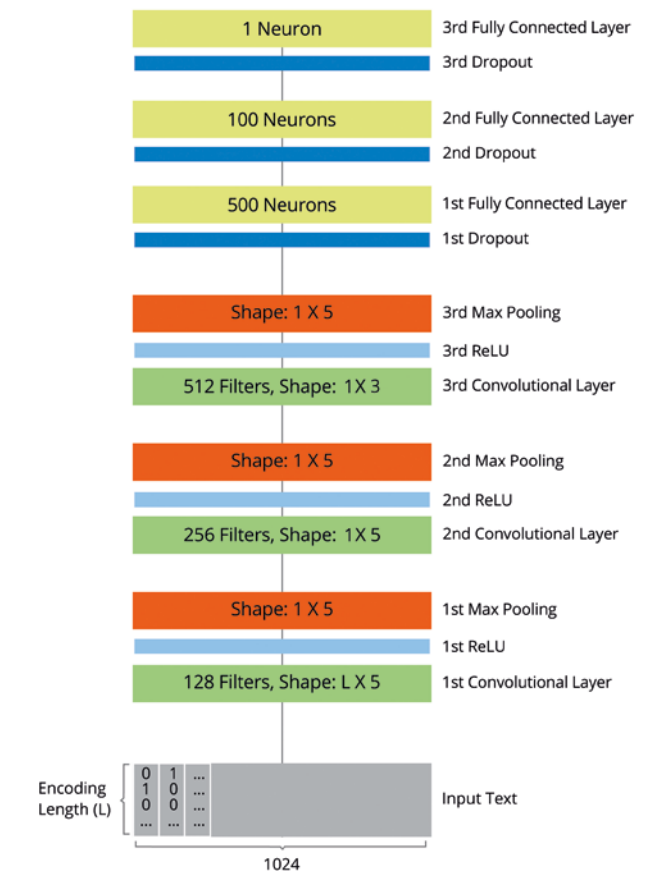 1 Neuron
3rd Fully Connected Layer
3rd Dropout
100 Neurons
2nd Fully Connected Layer
2nd Dropout
500 Neurons
1st Fully Connected Layer
1st Dropout
Shape: 1 X 5
3rd Max Pooling
3rd ReLU
512 Filters, Shape: 1X 3
3rd Convolutional Layer
Shape: 1 X 5
2nd Max Pooling
2nd ReLU
256 Filters, Shape: 1X 5
2nd Convolutional Layer
Shape: 1 X 5
1st Max Pooling
1st ReLU
128 Filters, Shape: L X 5
1st Convolutional Layer
Encoding
Length (L)
0 1 ...
1 0 ...
0 0 ...
... ... ...
Input Text
1024